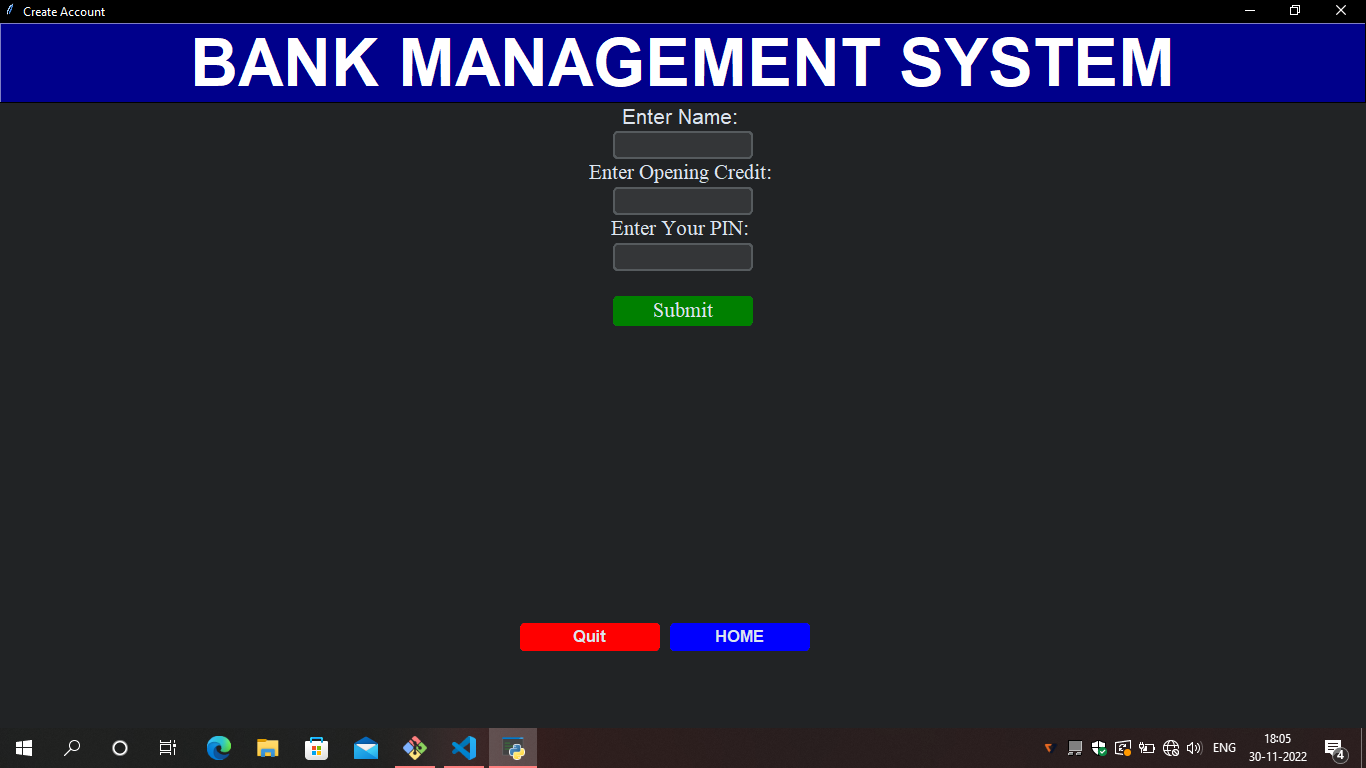 Create Account
BANK MANAGEMENT SYSTEM
Enter Name:
Enter Opening Credit:
Enter Your PIN:
Submit
Quit HOME
ENG
18:05
30-11-2022
4